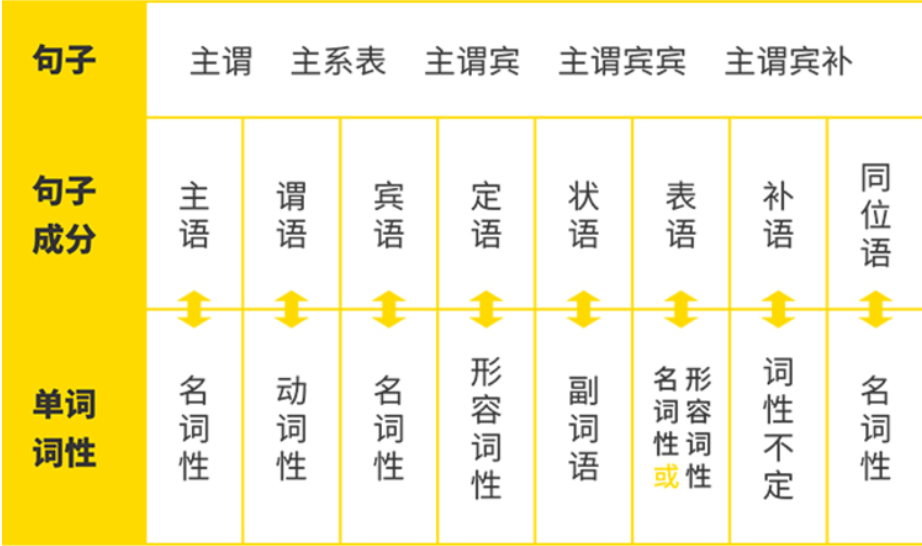 句子
主谓 主系表 主谓宾 主谓宾宾 主谓宾补
句子
成分
主语
谓语
宾语
定语
状语
表语
补语
同位语
单词
词性
名词性
动词性
名词性
形容词性
副词语
名词性或
形容词性
词性不定
名词性